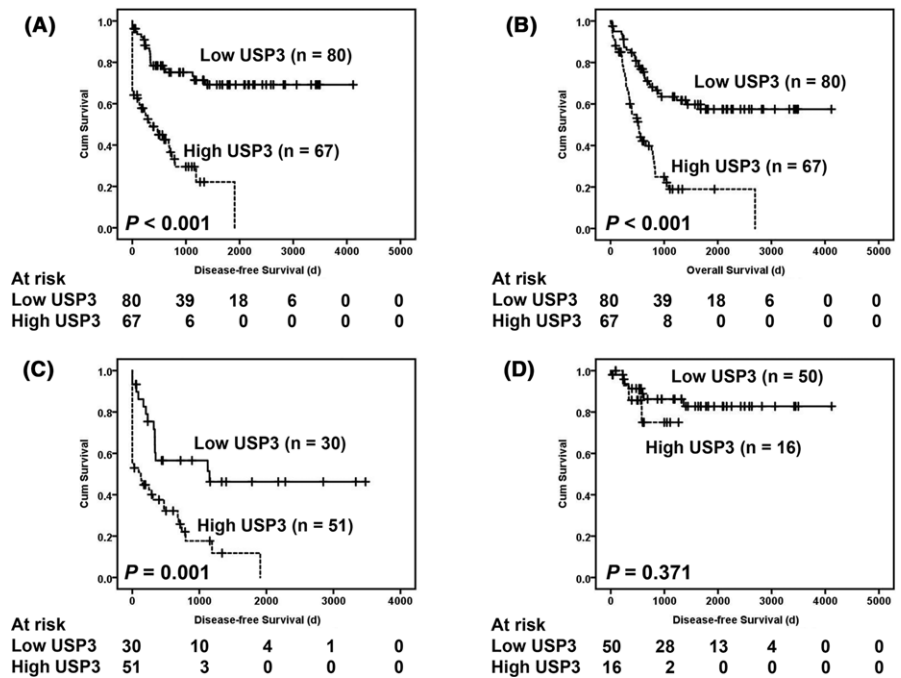 (A)
1.0
0.8
0.6
0.4
0.2
0.0
Cum Survival
Low USP3 (n = 80)
High USP3 (n = 67)
P < 0.001
0 1000 2000 3000 4000 5000
Disease-free Survival (d)
At risk
Low USP3 80 39 18 6 0 0
High USP3 67 6 0 0 0 0
(B)
1.0
0.8
0.6
0.4
0.2
0.0
Cum Survival
Low USP3 (n = 80)
High USP3 (n = 67)
P < 0.001
0 1000 2000 3000 4000 5000
Overall Survival (d)
At risk
Low USP3 80 39 18 6 0 0
High USP3 67 8 0 0 0 0
(C)
1.0
0.8
0.6
0.4
0.2
0.0
Cum Survival
Low USP3 (n = 30)
High USP3 (n = 51)
P = 0.001
0 1000 2000 3000 4000
Disease-free Survival (d)
At risk
Low USP3 30 10 4 1 0
High USP3 51 3 0 0 0
(D)
1.0
0.8
0.6
0.4
0.2
0.0
Cum Survival
Low USP3 (n = 50)
High USP3 (n = 16)
P = 0.371
0 1000 2000 3000 4000 5000
Disease-free Survival (d)
At risk
Low USP3 50 28 13 4 0 0
High USP3 16 2 0 0 0 0